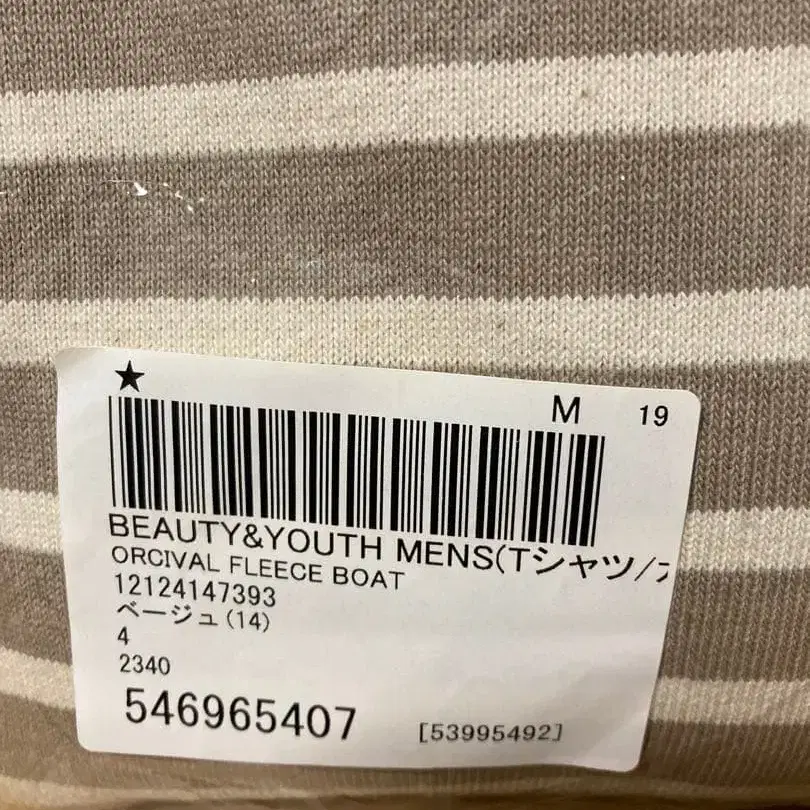 ★ M 19
BEAUTY&YOUTH MENS(Tシャツ/
ORCIVAL FLEECE BOAT
12124147393
ベージュ(14)
4
2340
546965407 [53995492]